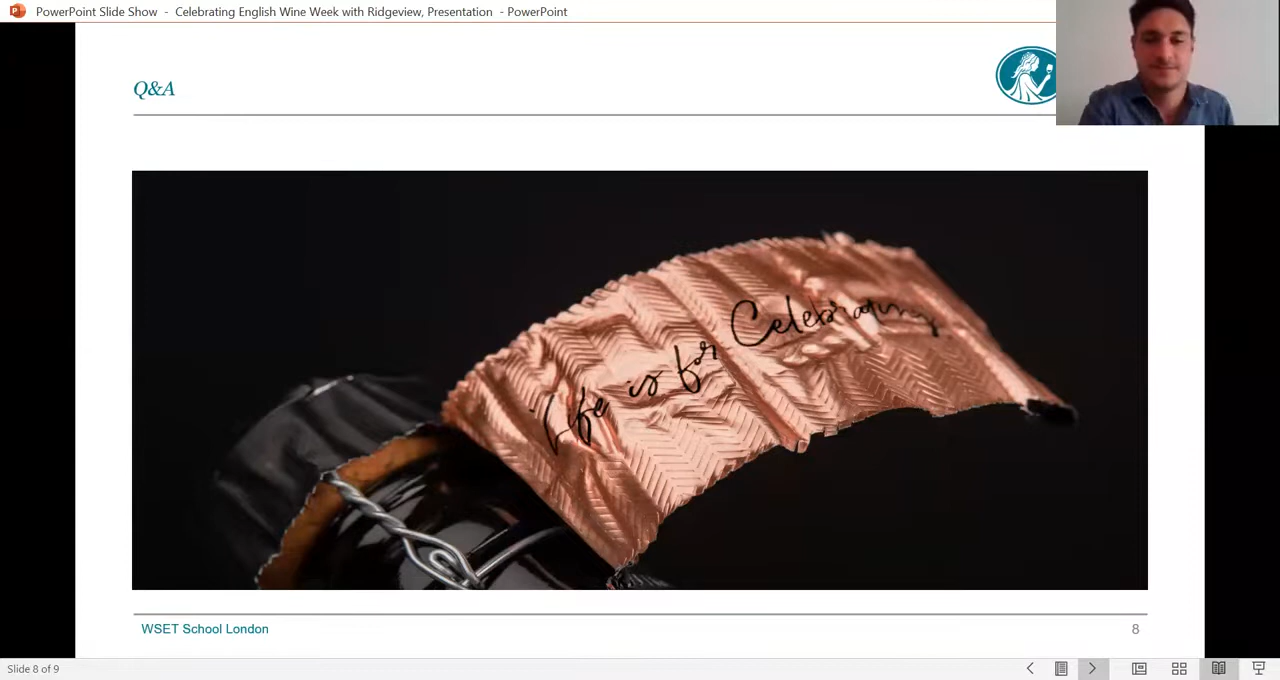 PowerPoint Slide Show - Celebrating English Wine Week with Ridgeview, Presentation - PowerPoint
Q&A
Life is for Celebrating
WSET School London
8
Slide 8 of 9